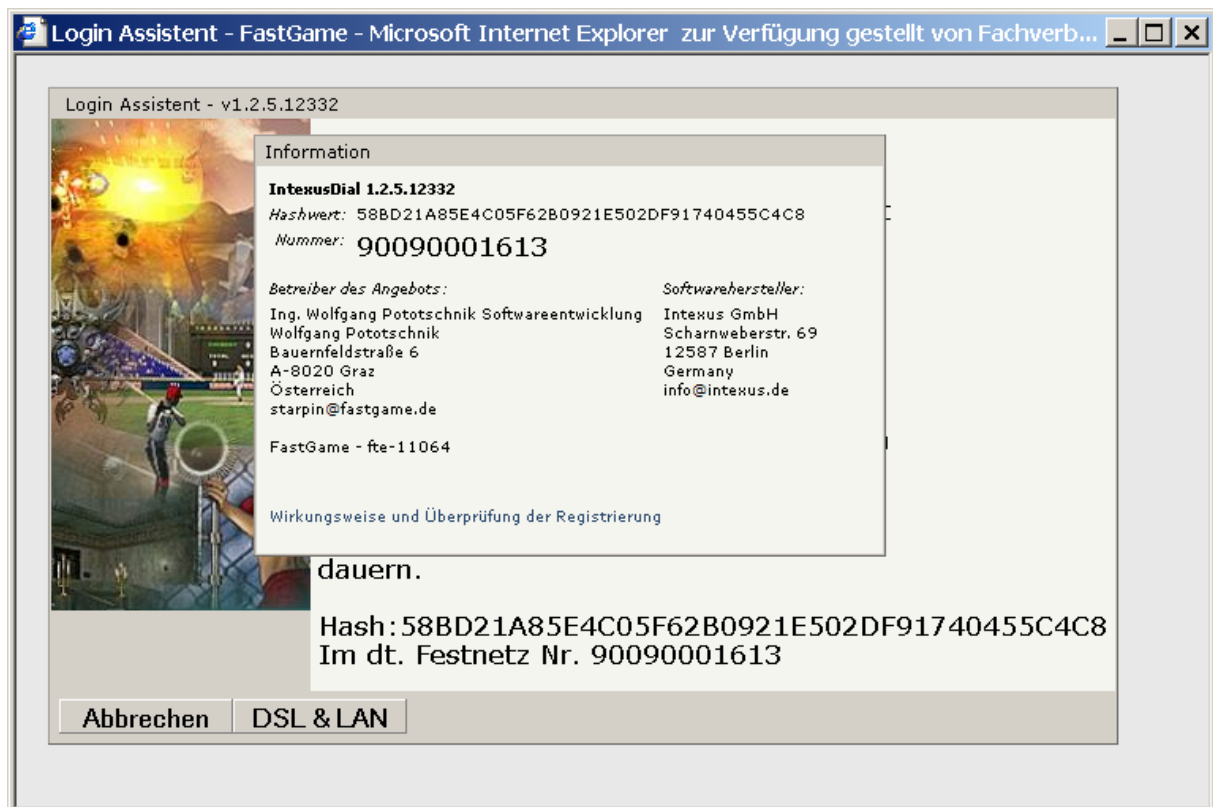 Login Assistent - FastGame - Microsoft Internet Explorer zur Verfügung gestellt von Fachverb...
Login Assistent - v1.2.5.12332
Information
IntexusDial 1.2.5.12332
Hashwert: 58BD21A85E4C05F62B0921E502DF91740455C4C8
Nummer: 90090001613
Betreiber des Angebots:
Ing. Wolfgang Pototschnik Softwareentwicklung
Wolfgang Pototschnik
Bauernfeldstraße 6
A-8020 Graz
Österreich
starpin@fastgame.de
Softwarehersteller:
Intexus GmbH
Scharnweberstr. 69
12587 Berlin
Germany
info@intexus.de
FastGame - fte-11064
Wirkungsweise und Überprüfung der Registrierung
dauern.
Hash:58BD21A85E4C05F62B0921E502DF91740455C4C8
Im dt. Festnetz Nr. 90090001613
Abbrechen
DSL & LAN